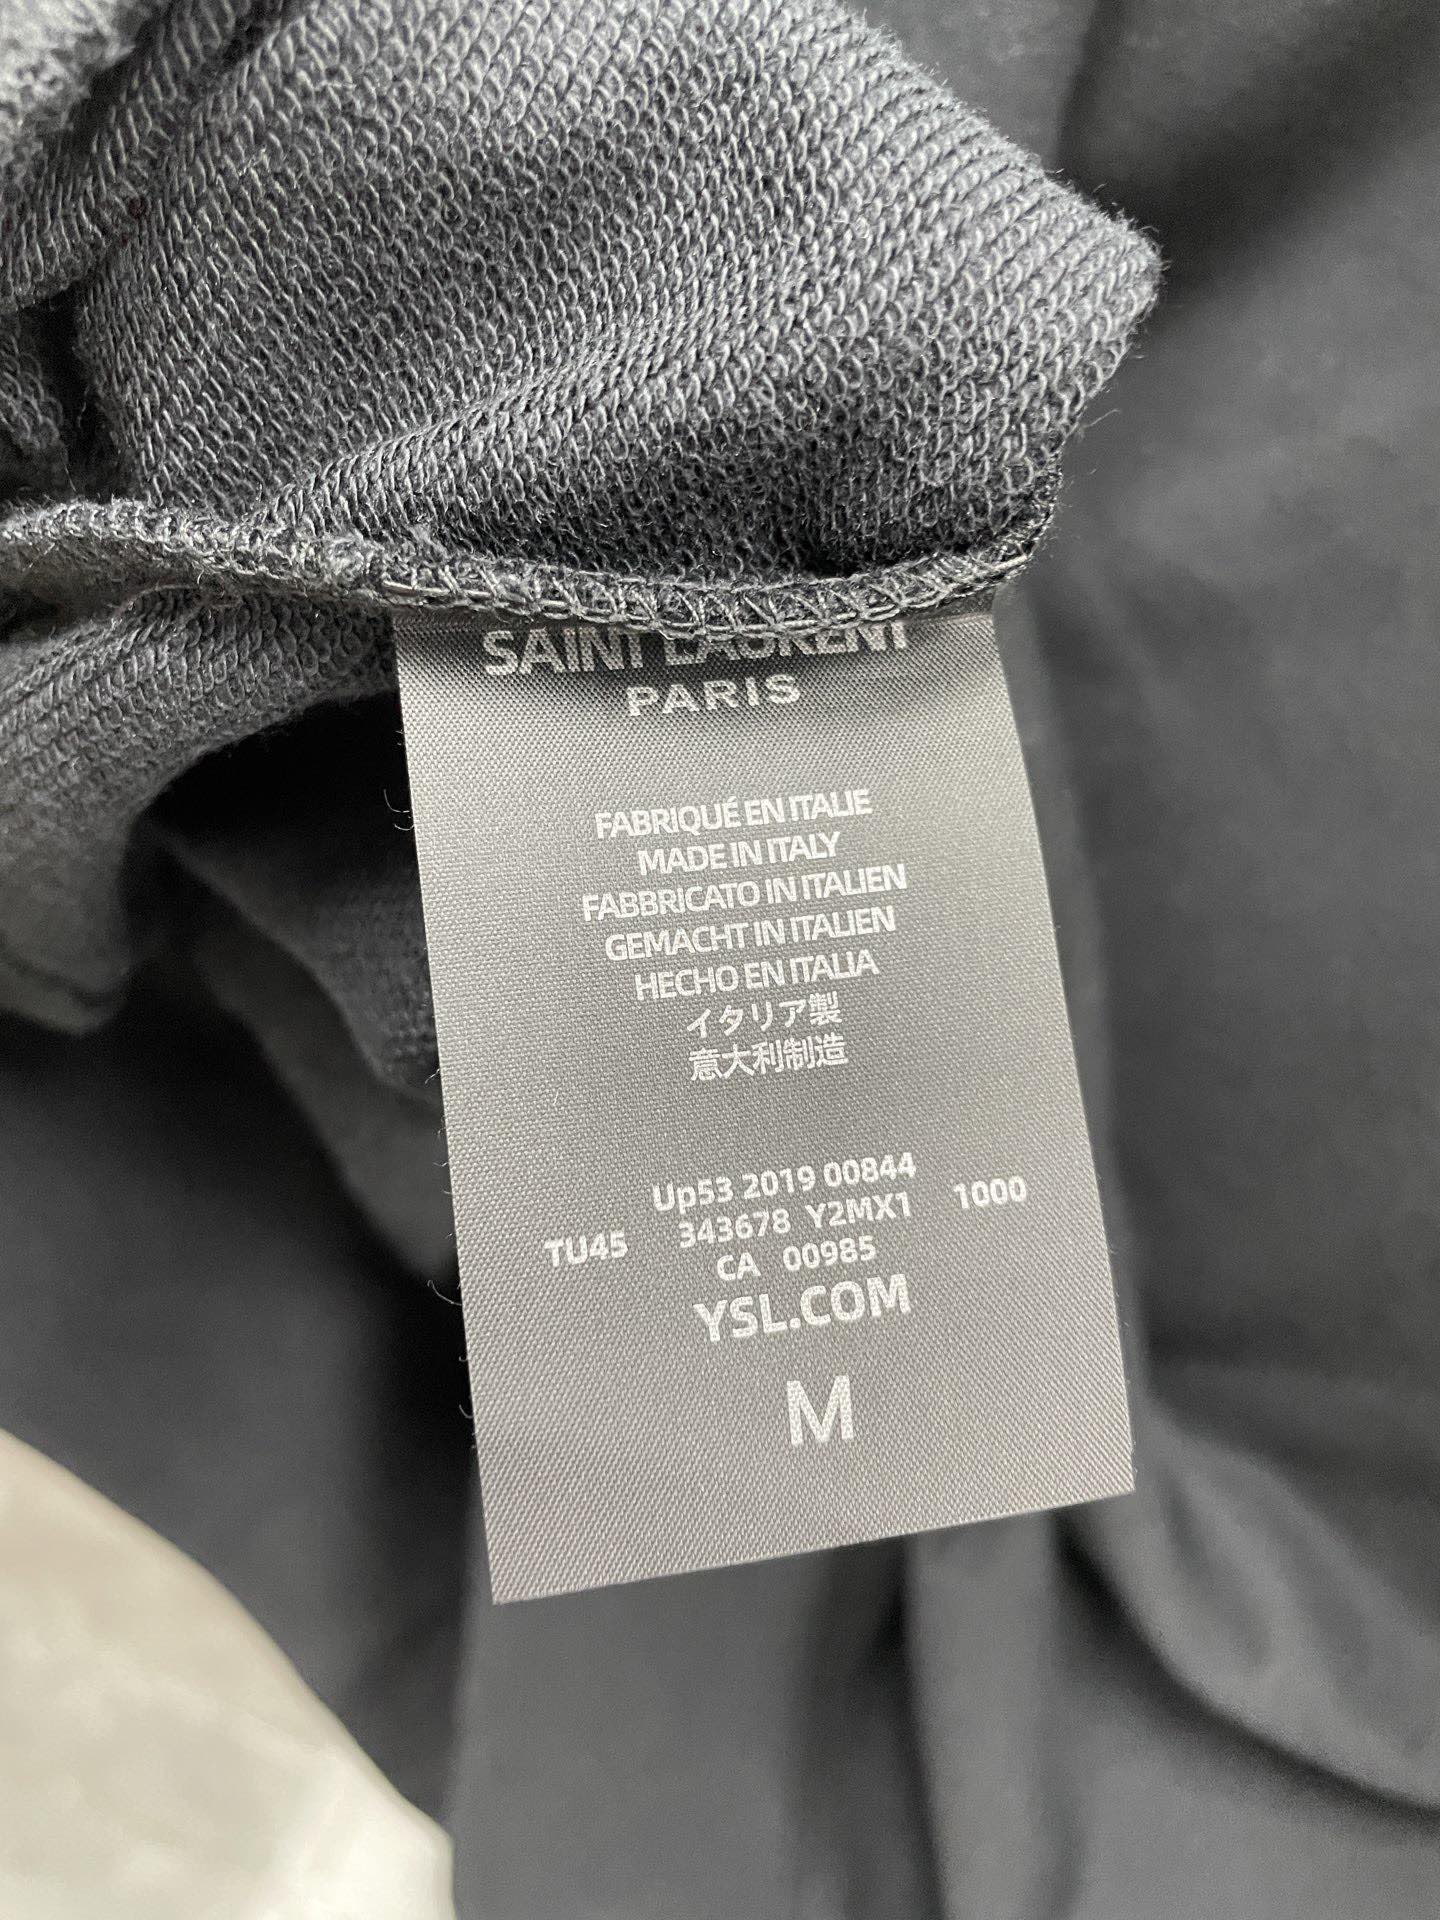 SAINT LAURENT
PARIS
FABRIQUÉ EN ITALIE
MADE IN ITALY
FABBRICATO IN ITALIEN
GEMACHT IN ITALIEN
HECHO EN ITALIA
イタリア製
意大利制造
Up53 2019 00844
TU45 343678 Y2MX1 1000
CA 00985
YSL.COM
M